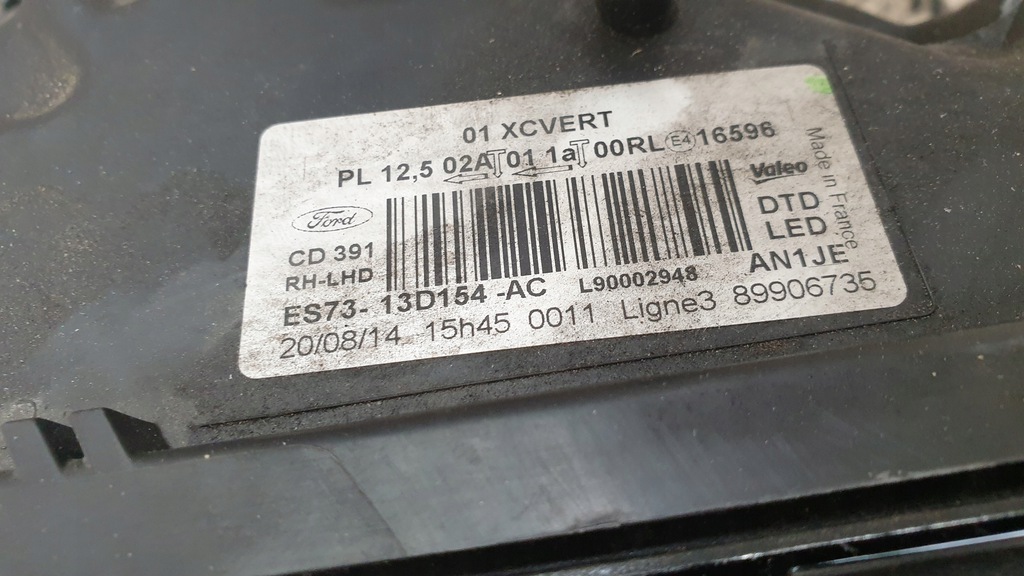 01 XCVERT
PL 12,5 02A 01 1a 00RL E4 16596
Ford
Valeo
Made in France
CD 391
RH-LHD
DTD
LED
ES73- 13D154 -AC
L90002948
AN1JE
20/08/14 15h45 0011 Ligne3 89906735